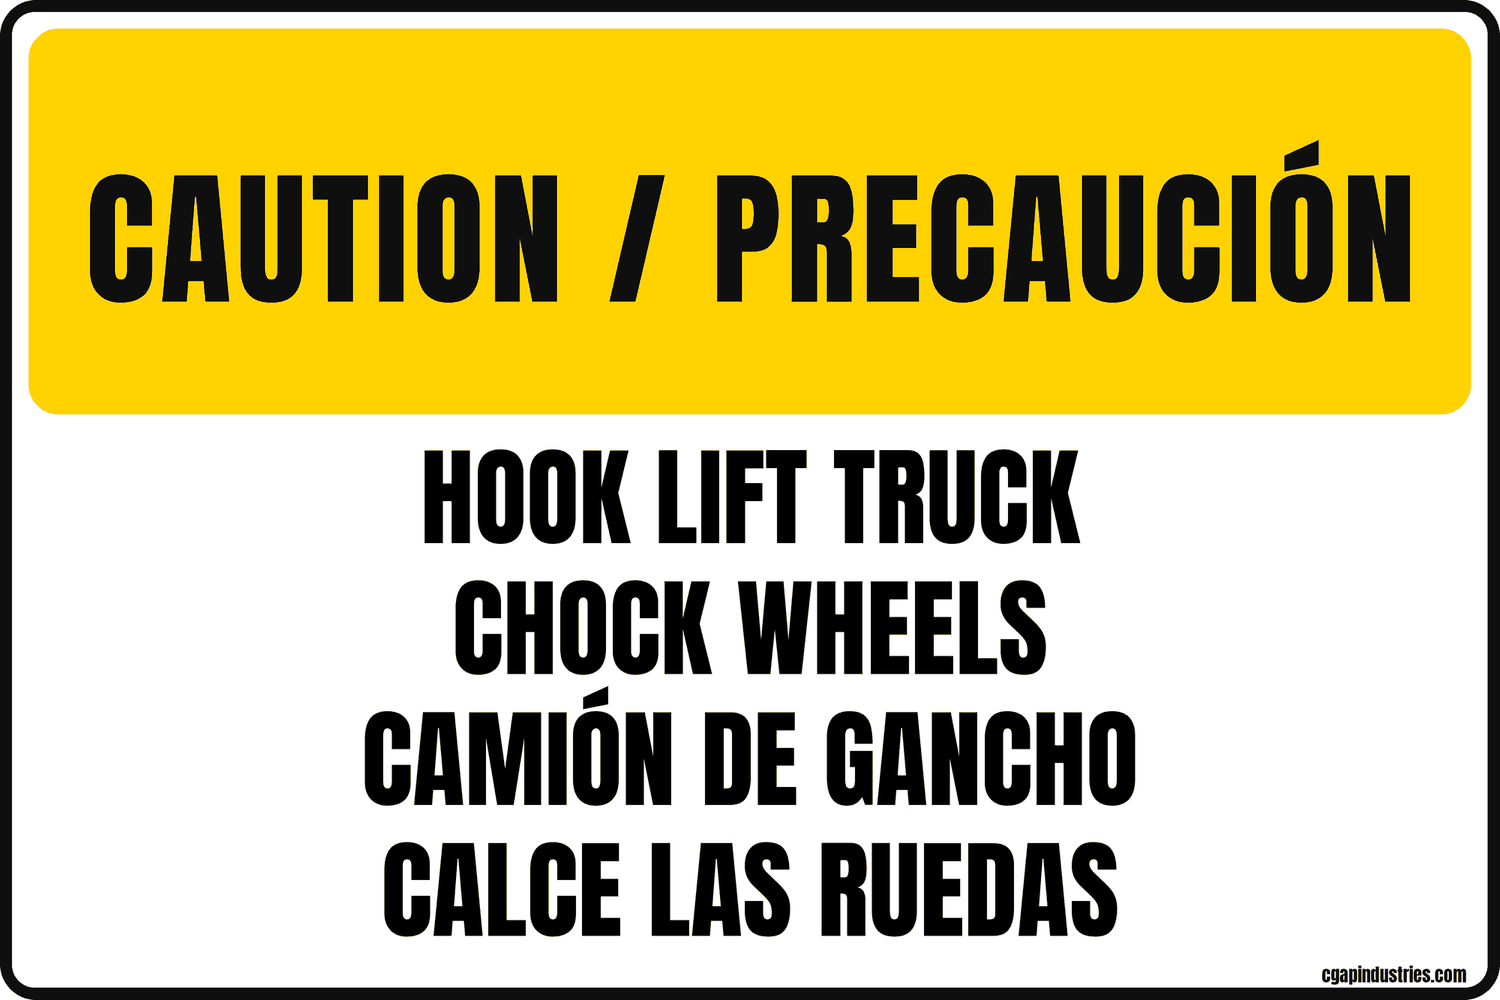 CAUTION / PRECAUCIÓN
HOOK LIFT TRUCK
CHOCK WHEELS
CAMIÓN DE GANCHO
CALCE LAS RUEDAS
cgapindustries.com